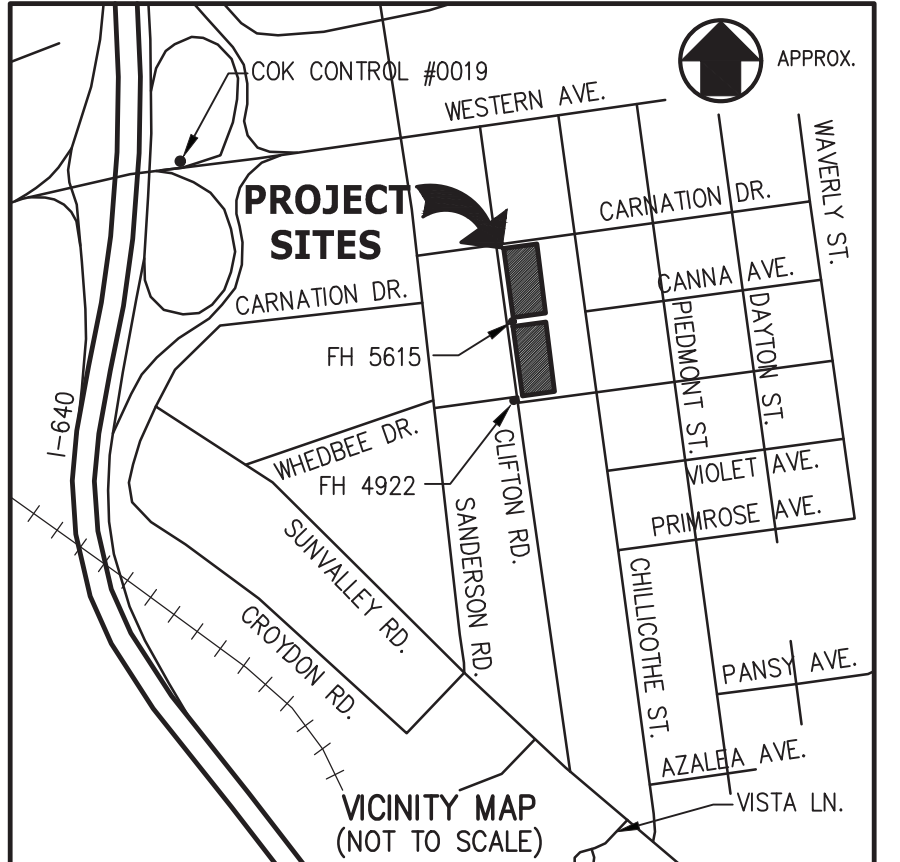 COK CONTROL #0019
APPROX.
WESTERN AVE.
WAVERLY ST.
PROJECT
SITES
CARNATION DR.
CARNATION DR.
CANNA AVE.
PIEDMONT ST.
DAYTON ST.
FH 5615
I-640
WHEDBEE DR.
FH 4922
CLIFTON RD.
VIOLET AVE.
SANDERSON RD.
PRIMROSE AVE.
SUNVALLEY RD.
CHILLICOTHE ST.
CROYDON RD.
PANSY AVE.
AZALEA AVE.
VICINITY MAP
(NOT TO SCALE)
VISTA LN.